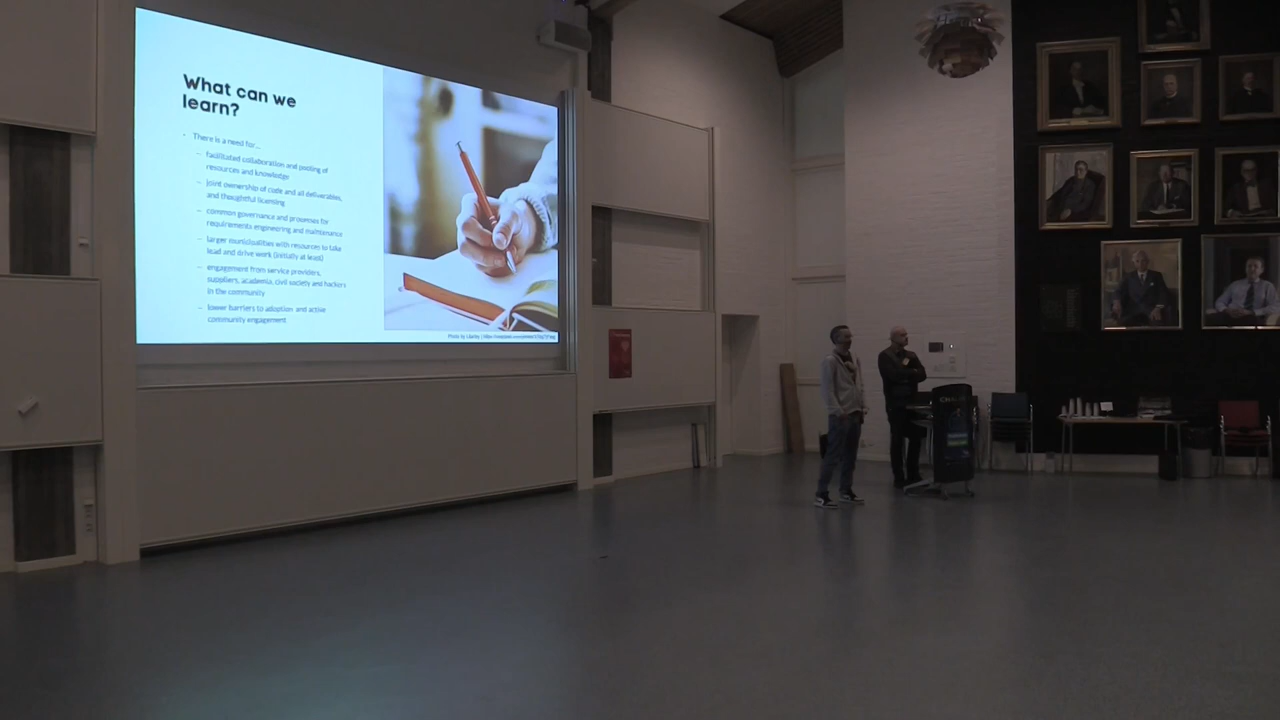 What can we
learn?
There is a need for...
– facilitated collaboration and pooling of
resources and knowledge
– joint ownership of code and all deliverables,
and thoughtful licensing
– common governance and processes for
requirements engineering and maintenance
– larger municipalities with resources to take
lead and drive work (initially at least)
– engagement from service providers,
suppliers, academia, civil society and hackers
in the community
– lower barriers to adoption and active
community engagement
Photo by